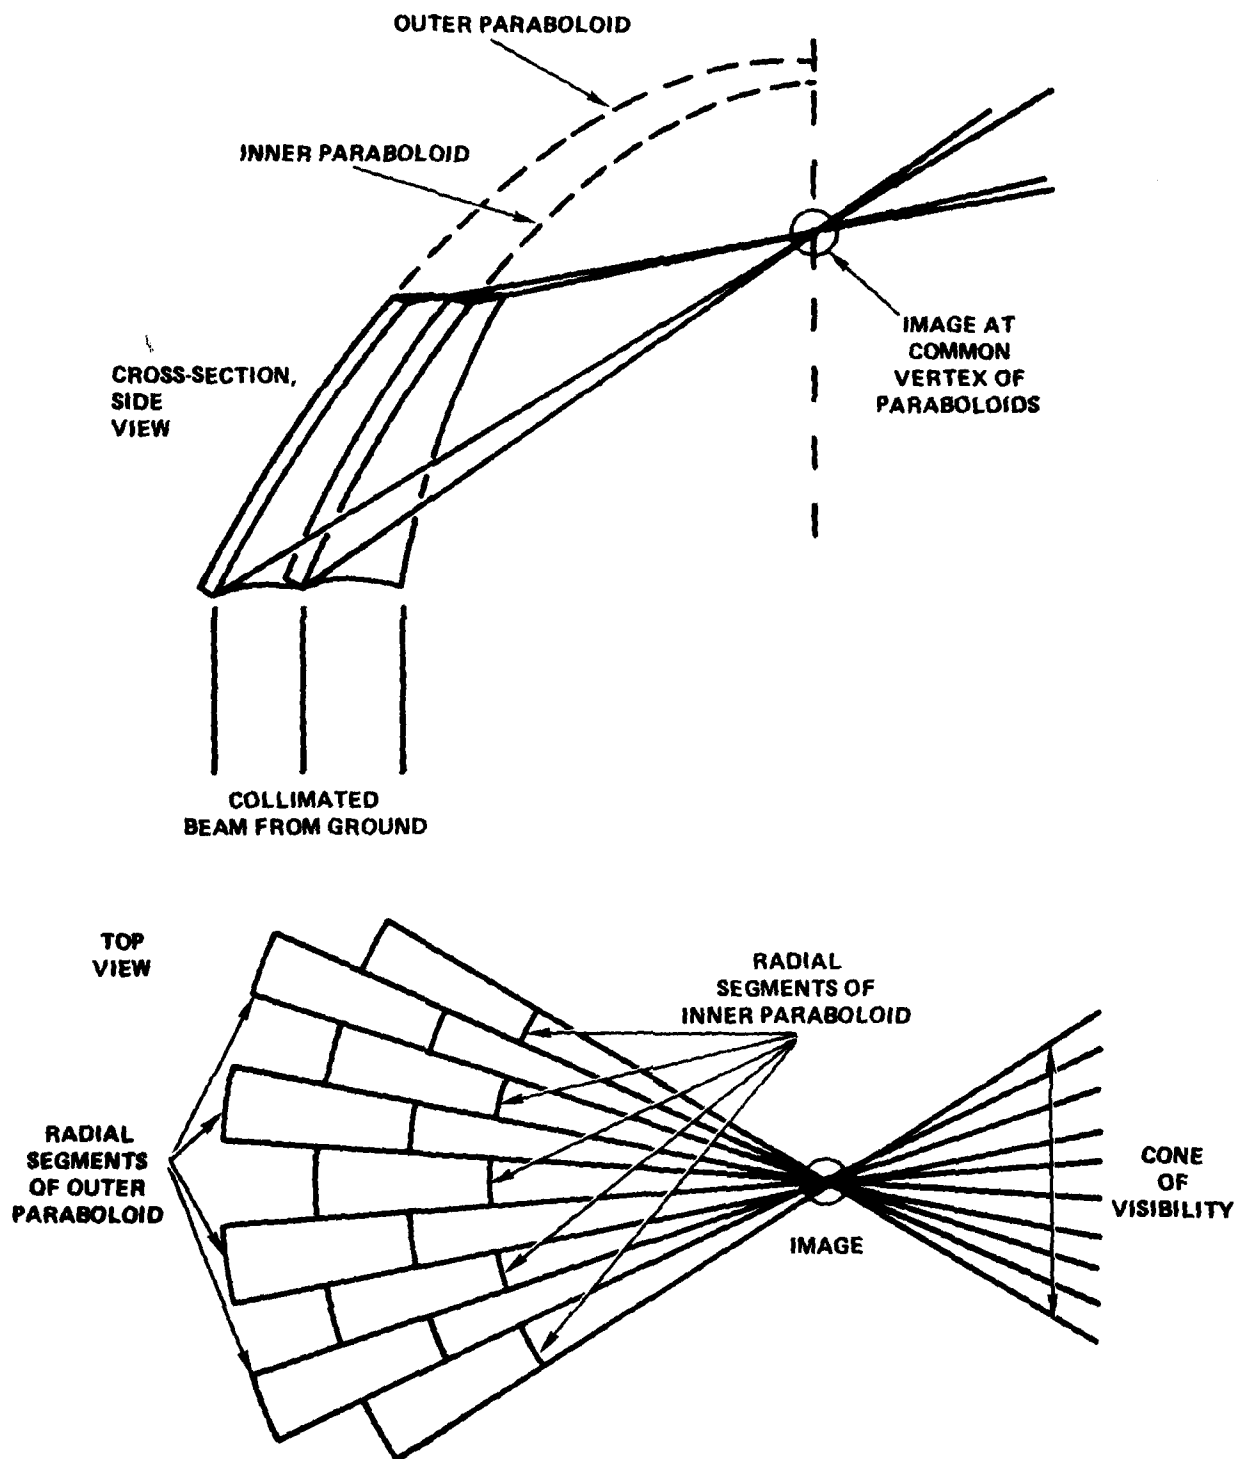 OUTER PARABOLOID
INNER PARABOLOID
IMAGE AT
COMMON
VERTEX OF
PARABOLOIDS
CROSS-SECTION,
SIDE
VIEW
COLLIMATED
BEAM FROM GROUND
TOP
VIEW
RADIAL
SEGMENTS OF
INNER PARABOLOID
RADIAL
SEGMENTS
OF OUTER
PARABOLOID
CONE
OF
VISIBILITY
IMAGE